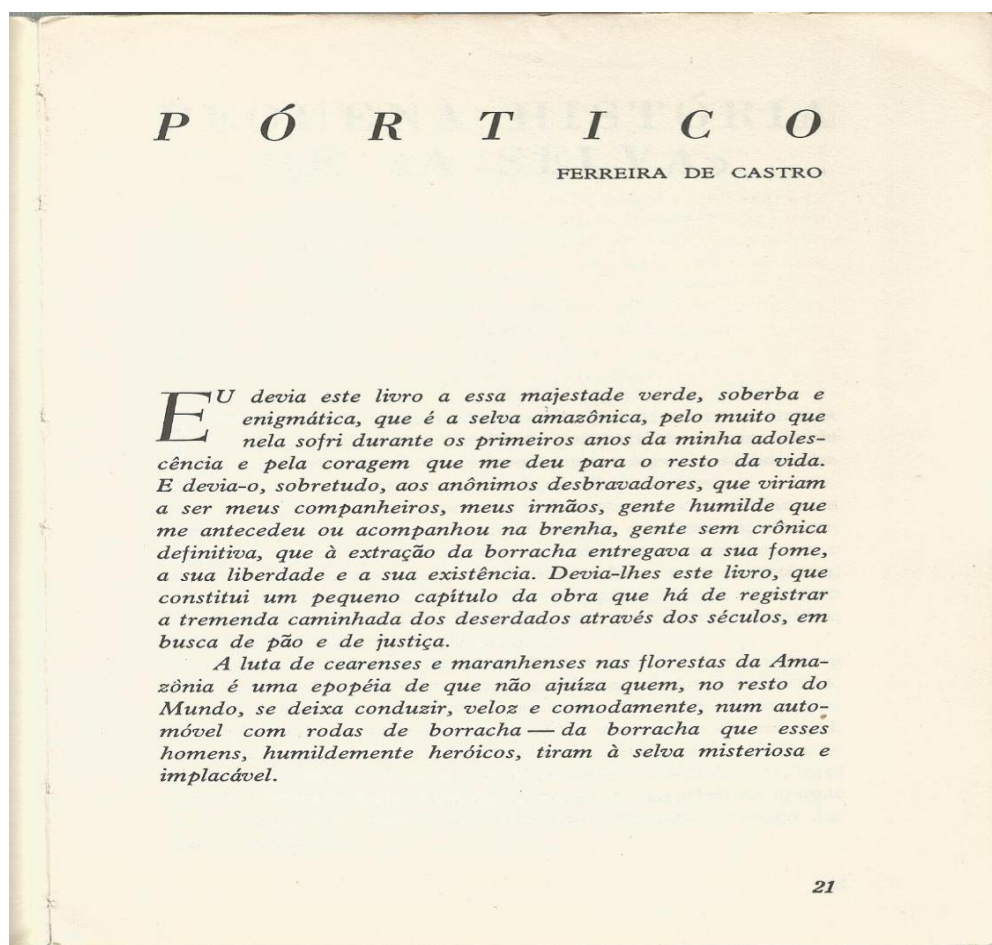 PÓRTICO
FERREIRA DE CASTRO
EU devia este livro a essa majestade verde, soberba e
enigmática, que é a selva amazônica, pelo muito que
nela sofri durante os primeiros anos da minha adoles-
cência e pela coragem que me deu para o resto da vida.
E devia-o, sobretudo, aos anônimos desbravadores, que viriam
a ser meus companheiros, meus irmãos, gente humilde que
me antecedeu ou acompanhou na brenha, gente sem crônica
definitiva, que à extração da borracha entregava a sua fome,
a sua liberdade e a sua existência. Devia-lhes este livro, que
constitui um pequeno capítulo da obra que há de registrar
a tremenda caminhada dos deserdados através dos séculos, em
busca de pão e de justiça.
A luta de cearenses e maranhenses nas florestas da Ama-
zônia é uma epopéia de que não ajuíza quem, no resto do
Mundo, se deixa conduzir, veloz e comodamente, num auto-
móvel com rodas de borracha — da borracha que esses
homens, humildemente heróicos, tiram à selva misteriosa e
implacável.
21